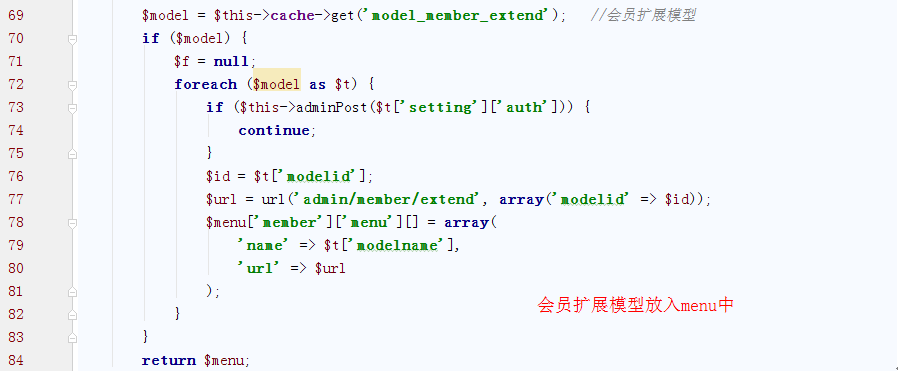 69 $model = $this->cache->get('model_member_extend'); //会员扩展模型
70 if ($model) {
71 $f = null;
72 foreach ($model as $t) {
73 if ($this->adminPost($t['setting']['auth'])) {
74 continue;
75 }
76 $id = $t['modelid'];
77 $url = url('admin/member/extend', array('modelid' => $id));
78 $menu['member']['menu'][] = array(
79 'name' => $t['modelname'],
80 'url' => $url
81 );
会员扩展模型放入menu中
82 }
83 }
84 return $menu;